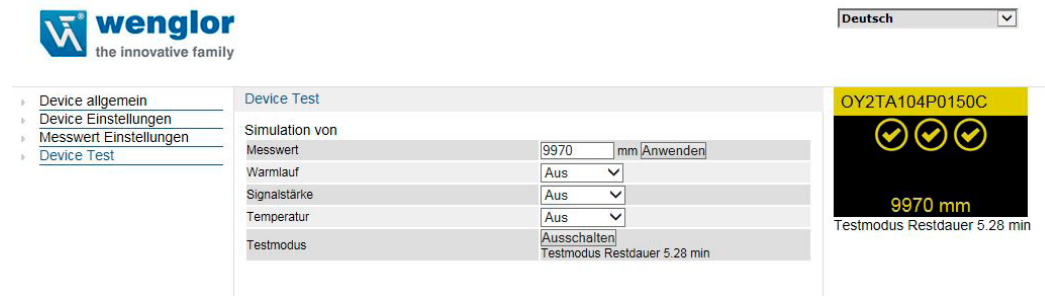 wenglor
the innovative family
Deutsch
Device allgemein
Device Einstellungen
Messwert Einstellungen
Device Test
Device Test
Simulation von
Messwert 9970 mm Anwenden
Warmlauf Aus
Signalstärke Aus
Temperatur Aus
Testmodus Ausschalten
Testmodus Restdauer 5.28 min
OY2TA104P0150C
9970 mm
Testmodus Restdauer 5.28 min